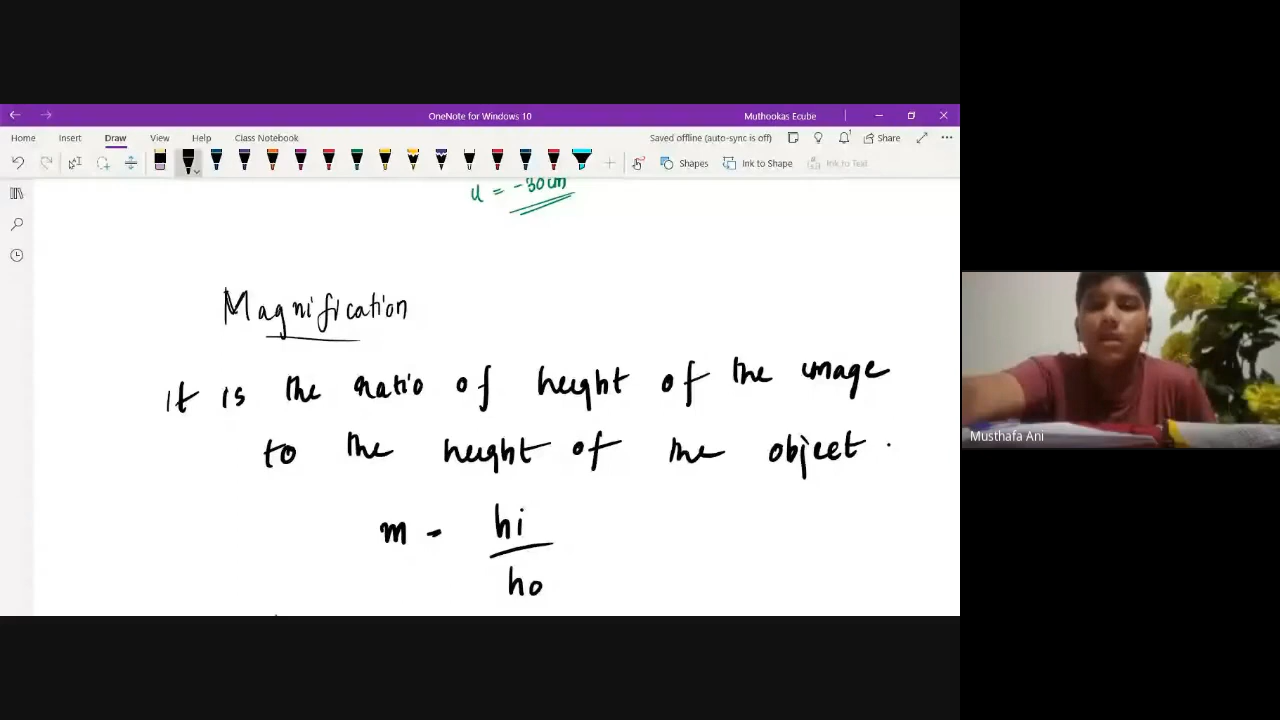 OneNote for Windows 10
Muthookas Ecube
Home Insert Draw View Help Class Notebook
Saved offline (auto-sync is off)
Share
Shapes
Ink to Shape
Ink to Text
u = -30cm
Magnification
It is the ratio of height of the image
to the height of the object.
m = hi
ho
Musthafa Ani